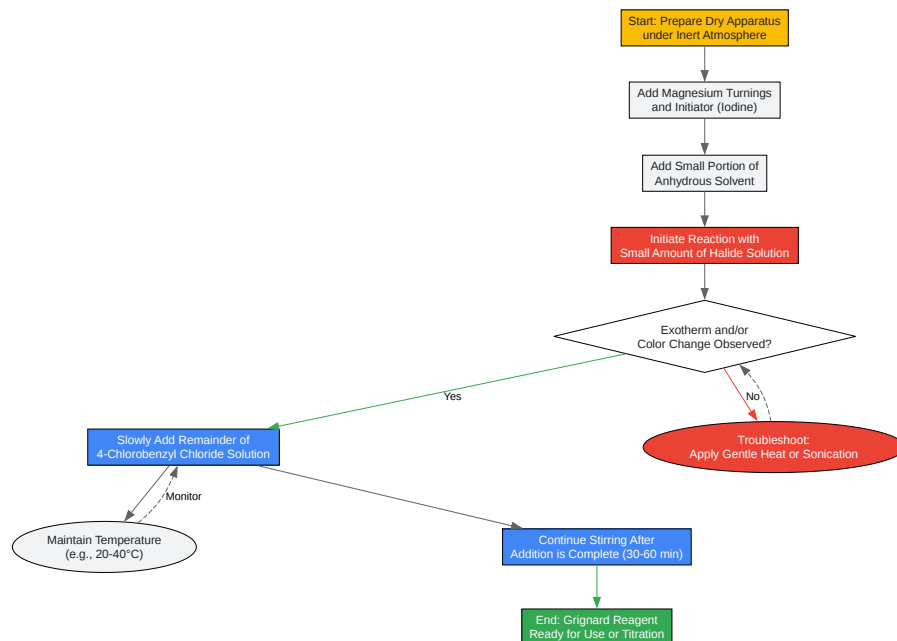 Start: Prepare Dry Apparatus
under Inert Atmosphere
Add Magnesium Turnings
and Initiator (Iodine)
Add Small Portion of
Anhydrous Solvent
Initiate Reaction with
Small Amount of Halide Solution
Exotherm and/or
Color Change Observed?
Yes
No
Slowly Add Remainder of
4-Chlorobenzyl Chloride Solution
Troubleshoot:
Apply Gentle Heat or Sonication
Monitor
Maintain Temperature
(e.g., 20-40°C)
Continue Stirring After
Addition is Complete (30-60 min)
End: Grignard Reagent
Ready for Use or Titration